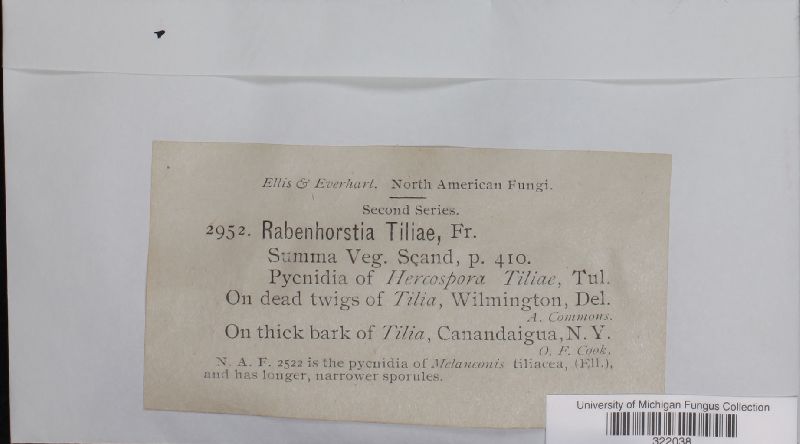 Ellis & Everhart. North American Fungi.
Second Series.
2952. Rabenhorstia Tiliae, Fr.
Summa Veg. Scand, p. 410.
Pycnidia of Hercospora Tiliae, Tul.
On dead twigs of Tilia, Wilmington, Del.
A. Commons.
On thick bark of Tilia, Canandaigua, N. Y.
O. F. Cook.
N. A. F. 2522 is the pycnidia of Melanconis tiliacea, (Ell.),
and has longer, narrower sporules.
University of Michigan Fungus Collection
322038